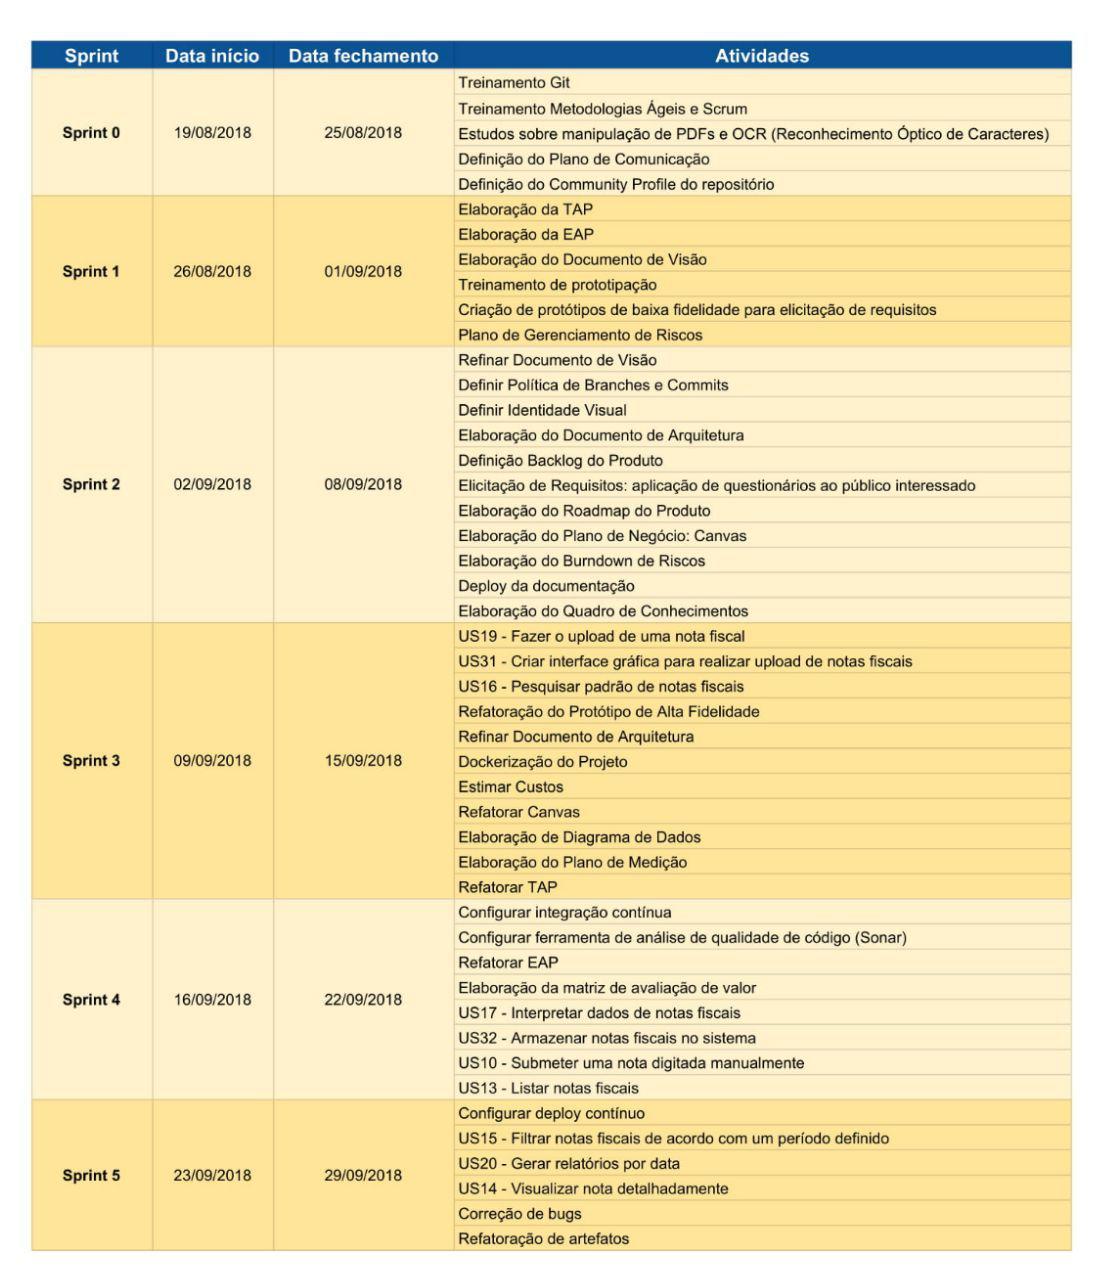 Sprint Data início Data fechamento Atividades
Treinamento Git
Treinamento Metodologias Ágeis e Scrum
Sprint 0 19/08/2018 25/08/2018 Estudos sobre manipulação de PDFs e OCR (Reconhecimento Óptico de Caracteres)
Definição do Plano de Comunicação
Definição do Community Profile do repositório
Elaboração da TAP
Elaboração da EAP
Elaboração do Documento de Visão
Sprint 1 26/08/2018 01/09/2018
Treinamento de prototipação
Criação de protótipos de baixa fidelidade para elicitação de requisitos
Plano de Gerenciamento de Riscos
Refinar Documento de Visão
Definir Política de Branches e Commits
Definir Identidade Visual
Elaboração do Documento de Arquitetura
Definição Backlog do Produto
Sprint 2 02/09/2018 08/09/2018 Elicitação de Requisitos: aplicação de questionários ao público interessado
Elaboração do Roadmap do Produto
Elaboração do Plano de Negócio: Canvas
Elaboração do Burndown de Riscos
Deploy da documentação
Elaboração do Quadro de Conhecimentos
US19 - Fazer o upload de uma nota fiscal
US31 - Criar interface gráfica para realizar upload de notas fiscais
US16 - Pesquisar padrão de notas fiscais
Refatoração do Protótipo de Alta Fidelidade
Refinar Documento de Arquitetura
Sprint 3 09/09/2018 15/09/2018 Dockerização do Projeto
Estimar Custos
Refatorar Canvas
Elaboração de Diagrama de Dados
Elaboração do Plano de Medição
Refatorar TAP
Configurar integração contínua
Configurar ferramenta de análise de qualidade de código (Sonar)
Refatorar EAP
Elaboração da matriz de avaliação de valor
Sprint 4 16/09/2018 22/09/2018
US17 - Interpretar dados de notas fiscais
US32 - Armazenar notas fiscais no sistema
US10 - Submeter uma nota digitada manualmente
US13 - Listar notas fiscais
Configurar deploy contínuo
US15 - Filtrar notas fiscais de acordo com um período definido
US20 - Gerar relatórios por data
Sprint 5 23/09/2018 29/09/2018
US14 - Visualizar nota detalhadamente
Correção de bugs
Refatoração de artefatos